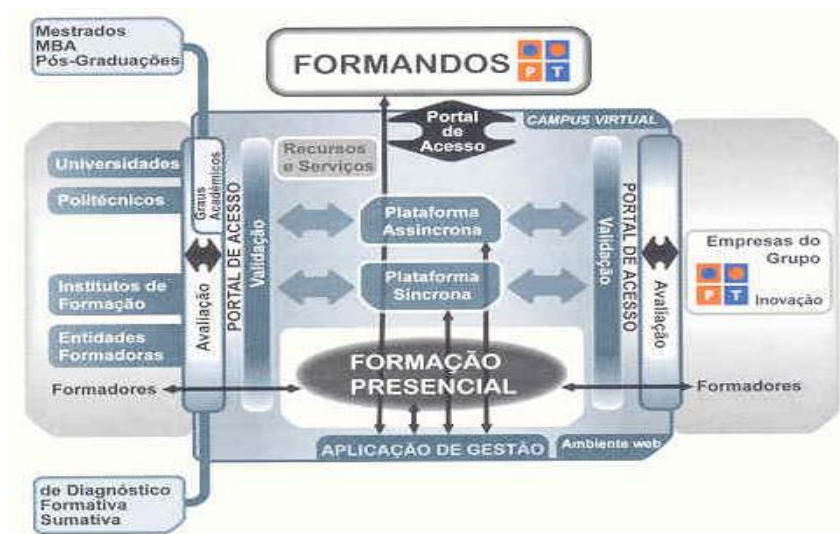 Mestrados
MBA
Pós-Graduações
FORMANDOS
P T
Portal
de
Acesso
CAMPUS VIRTUAL
Recursos
e Serviços
Universidades
Politécnicos
Graus
Académicos
PORTAL DE ACESSO
Validação
Avaliação
Plataforma
Assíncrona
Plataforma
Síncrona
Validação
PORTAL DE ACESSO
Avaliação
Empresas do
Grupo
P T
Inovação
Institutos de
Formação
Entidades
Formadoras
Formadores
FORMAÇÃO
PRESENCIAL
Formadores
APLICAÇÃO DE GESTÃO
Ambiente web
de Diagnóstico
Formativa
Sumativa